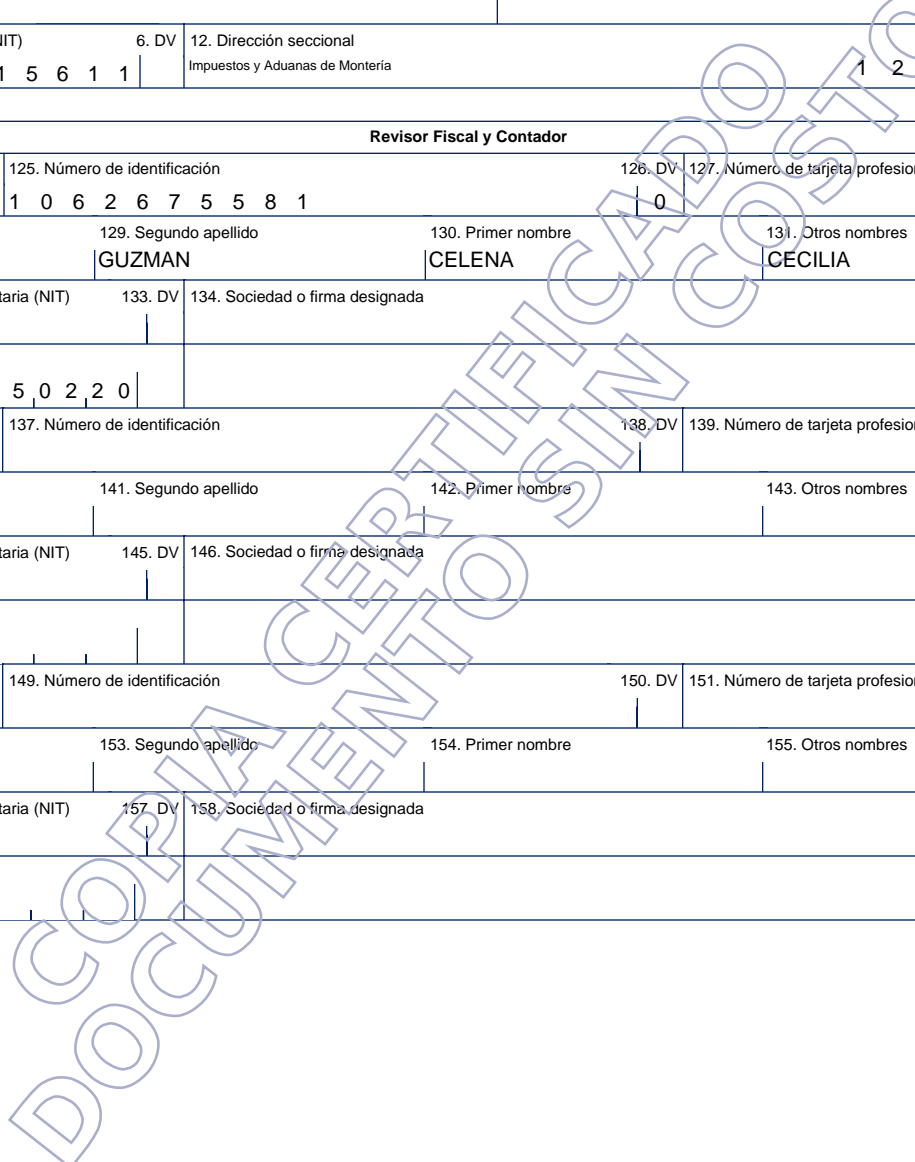 IT) 6. DV 12. Dirección seccional
1 5 6 1 1 Impuestos y Aduanas de Montería 1 2
Revisor Fiscal y Contador
125. Número de identificación 126. DV 127. Número de tarjeta profesion
1 0 6 2 6 7 5 5 8 1 0
129. Segundo apellido 130. Primer nombre 131. Otros nombres
GUZMAN CELENA CECILIA
taria (NIT) 133. DV 134. Sociedad o firma designada
5 0 2 2 0
137. Número de identificación 138. DV 139. Número de tarjeta profesion
141. Segundo apellido 142. Primer nombre 143. Otros nombres
taria (NIT) 145. DV 146. Sociedad o firma designada
149. Número de identificación 150. DV 151. Número de tarjeta profesion
153. Segundo apellido 154. Primer nombre 155. Otros nombres
taria (NIT) 157. DV 158. Sociedad o firma designada
COPIA CERTIFICADO
DOCUMENTO SIN COSTO